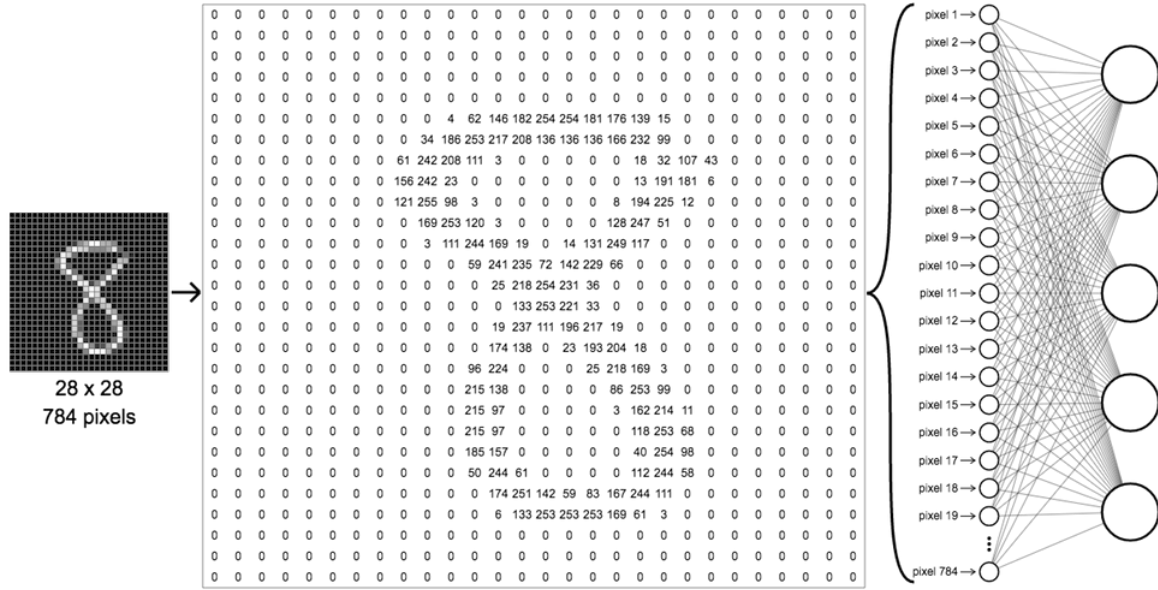 0 0 0 0 0 0 0 0 0 0 0 0 0 0 0 0 0 0 0 0 0 0 0 0 0 0 0 0
0 0 0 0 0 0 0 0 0 0 0 0 0 0 0 0 0 0 0 0 0 0 0 0 0 0 0 0
0 0 0 0 0 0 0 0 0 0 0 0 0 0 0 0 0 0 0 0 0 0 0 0 0 0 0 0
0 0 0 0 0 0 0 0 0 0 0 0 0 0 0 0 0 0 0 0 0 0 0 0 0 0 0 0
0 0 0 0 0 0 0 0 0 0 0 0 0 0 0 0 0 0 0 0 0 0 0 0 0 0 0 0
0 0 0 0 0 0 0 0 0 0 4 62 146 182 254 254 181 176 139 15 0 0 0 0 0 0 0 0
0 0 0 0 0 0 0 0 0 34 186 253 217 208 136 136 136 166 232 99 0 0 0 0 0 0 0 0
0 0 0 0 0 0 0 0 61 242 208 111 3 0 0 0 0 0 18 32 107 43 0 0 0 0 0 0
0 0 0 0 0 0 0 0 156 242 23 0 0 0 0 0 0 0 13 191 181 6 0 0 0 0 0 0
0 0 0 0 0 0 0 0 121 255 98 3 0 0 0 0 0 8 194 225 12 0 0 0 0 0 0 0
0 0 0 0 0 0 0 0 0 169 253 120 3 0 0 0 0 128 247 51 0 0 0 0 0 0 0 0
0 0 0 0 0 0 0 0 0 3 111 244 169 19 0 14 131 249 117 0 0 0 0 0 0 0 0 0
0 0 0 0 0 0 0 0 0 0 0 59 241 235 72 142 229 66 0 0 0 0 0 0 0 0 0 0
0 0 0 0 0 0 0 0 0 0 0 0 25 218 254 231 36 0 0 0 0 0 0 0 0 0 0 0
0 0 0 0 0 0 0 0 0 0 0 0 0 133 253 221 33 0 0 0 0 0 0 0 0 0 0 0
0 0 0 0 0 0 0 0 0 0 0 0 19 237 111 196 217 19 0 0 0 0 0 0 0 0 0 0
0 0 0 0 0 0 0 0 0 0 0 0 174 138 0 23 193 204 18 0 0 0 0 0 0 0 0 0
0 0 0 0 0 0 0 0 0 0 0 96 224 0 0 0 25 218 169 3 0 0 0 0 0 0 0 0
0 0 0 0 0 0 0 0 0 0 0 215 138 0 0 0 0 86 253 99 0 0 0 0 0 0 0 0
0 0 0 0 0 0 0 0 0 0 0 215 97 0 0 0 0 3 162 214 11 0 0 0 0 0 0 0
0 0 0 0 0 0 0 0 0 0 0 215 97 0 0 0 0 0 118 253 68 0 0 0 0 0 0 0
0 0 0 0 0 0 0 0 0 0 0 185 157 0 0 0 0 0 40 254 98 0 0 0 0 0 0 0
0 0 0 0 0 0 0 0 0 0 0 50 244 61 0 0 0 0 112 244 58 0 0 0 0 0 0 0
0 0 0 0 0 0 0 0 0 0 0 0 174 251 142 59 83 167 244 111 0 0 0 0 0 0 0 0
0 0 0 0 0 0 0 0 0 0 0 0 6 133 253 253 253 169 61 3 0 0 0 0 0 0 0 0
0 0 0 0 0 0 0 0 0 0 0 0 0 0 0 0 0 0 0 0 0 0 0 0 0 0 0 0
0 0 0 0 0 0 0 0 0 0 0 0 0 0 0 0 0 0 0 0 0 0 0 0 0 0 0 0
0 0 0 0 0 0 0 0 0 0 0 0 0 0 0 0 0 0 0 0 0 0 0 0 0 0 0 0
28 x 28
784 pixels
pixel 1
pixel 2
pixel 3
pixel 4
pixel 5
pixel 6
pixel 7
pixel 8
pixel 9
pixel 10
pixel 11
pixel 12
pixel 13
pixel 14
pixel 15
pixel 16
pixel 17
pixel 18
pixel 19
pixel 784